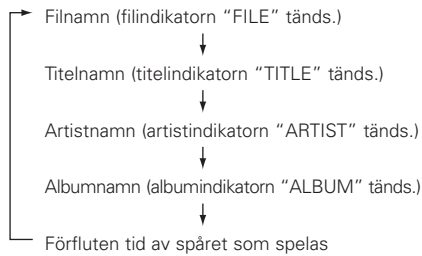 Filnamn (filindikatorn “FILE” tänds.)
Titelnamn (titelindikatorn “TITLE” tänds.)
Artistnamn (artistindikatorn “ARTIST” tänds.)
Albumnamn (albumindikatorn “ALBUM” tänds.)
Förfluten tid av spåret som spelas